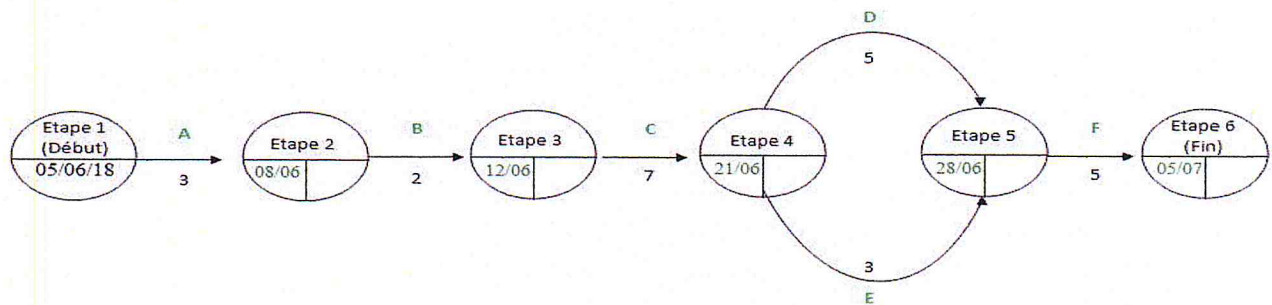 Etape 1
(Début)
05/06/18
A
3
Etape 2
08/06
B
2
Etape 3
12/06
C
7
Etape 4
21/06
D
5
3
E
Etape 5
28/06
F
5
Etape 6
(Fin)
05/07